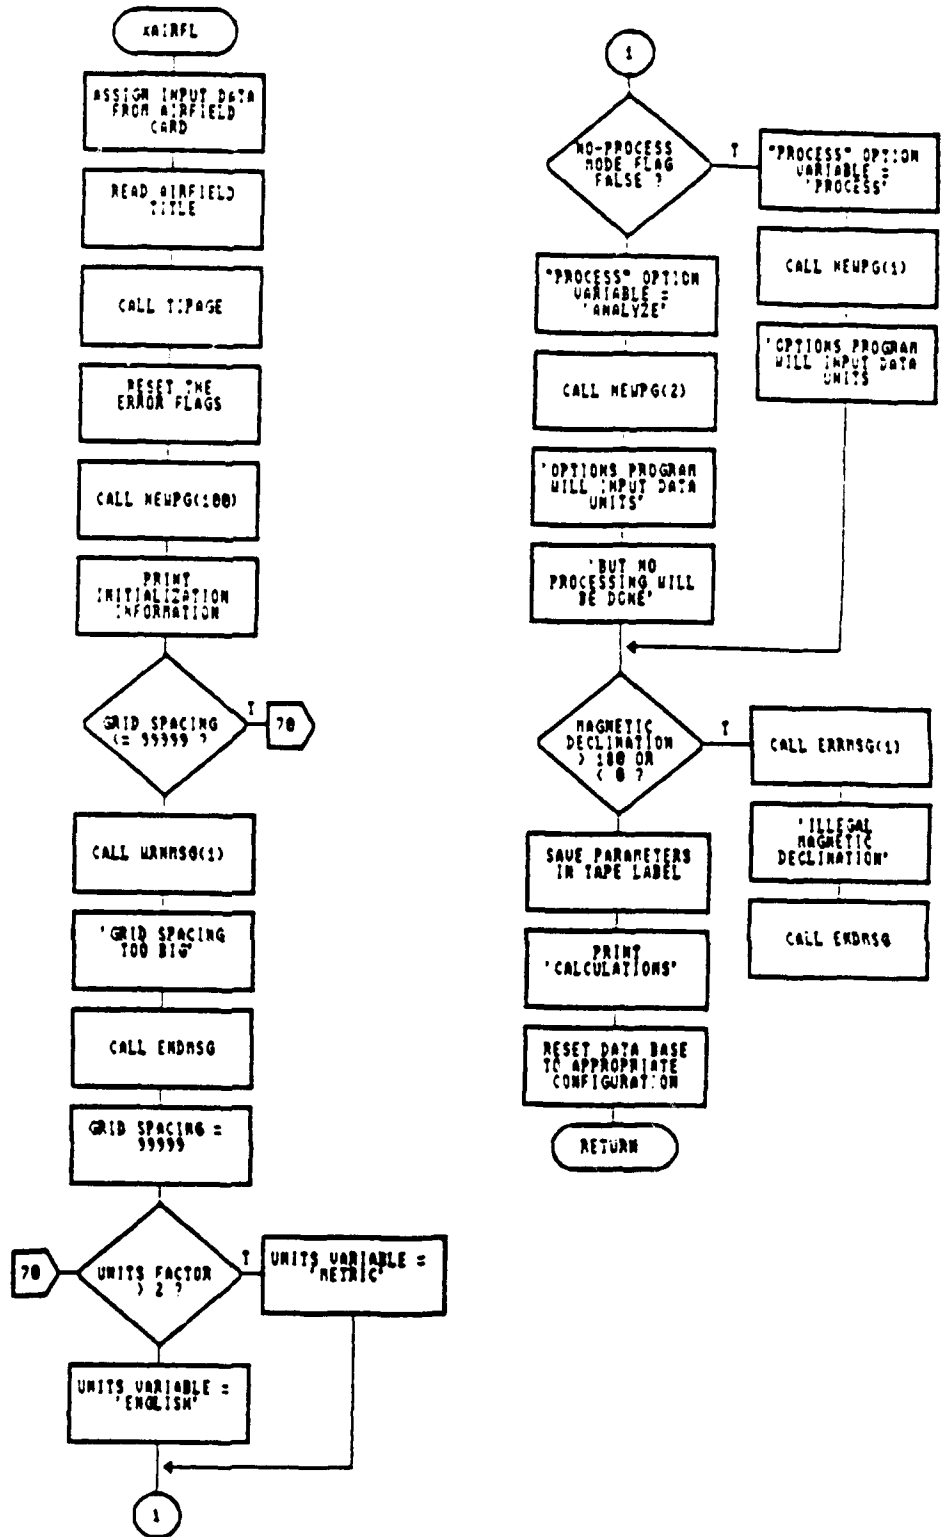 XAIRFL
ASSIGN INPUT DATA
FROM AIRFIELD
CARD
READ AIRFIELD
TITLE
CALL TIPAGE
RESET THE
ERROR FLAGS
CALL NEWPG(100)
PRINT
INITIALIZATION
INFORMATION
GRID SPACING
<= 99999 ?
T
70
CALL WRNMSG(1)
'GRID SPACING
TOO BIG'
CALL ENDMSG
GRID SPACING =
99999
70
UNITS FACTOR
> 2 ?
T
UNITS VARIABLE =
'METRIC'
UNITS VARIABLE =
'ENGLISH'
1
1
NO-PROCESS
MODE FLAG
FALSE ?
T
"PROCESS" OPTION
VARIABLE =
'PROCESS'
CALL NEWPG(1)
'OPTIONS PROGRAM
WILL INPUT DATA
UNITS
"PROCESS" OPTION
VARIABLE =
'ANALYZE'
CALL NEWPG(2)
'OPTIONS PROGRAM
WILL INPUT DATA
UNITS'
'BUT NO
PROCESSING WILL
BE DONE'
MAGNETIC
DECLINATION
> 180 OR
< 0 ?
T
CALL ERRMSG(1)
'ILLEGAL
MAGNETIC
DECLINATION'
CALL ENDMSG
SAVE PARAMETERS
IN TAPE LABEL
PRINT
'CALCULATIONS'
RESET DATA BASE
TO APPROPRIATE
CONFIGURATION
RETURN